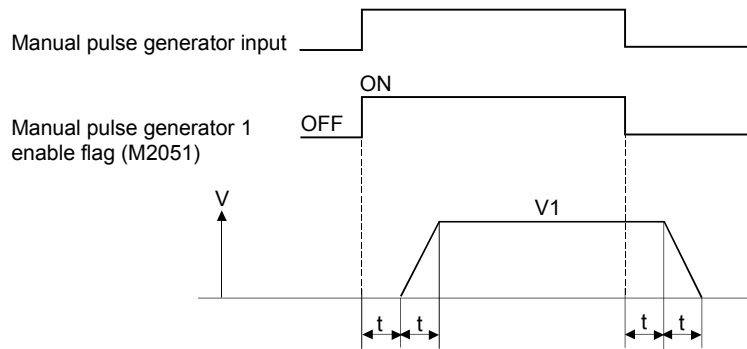 Manual pulse generator input
ON
Manual pulse generator 1
OFF
enable flag (M2051)
V
V1
t t t t